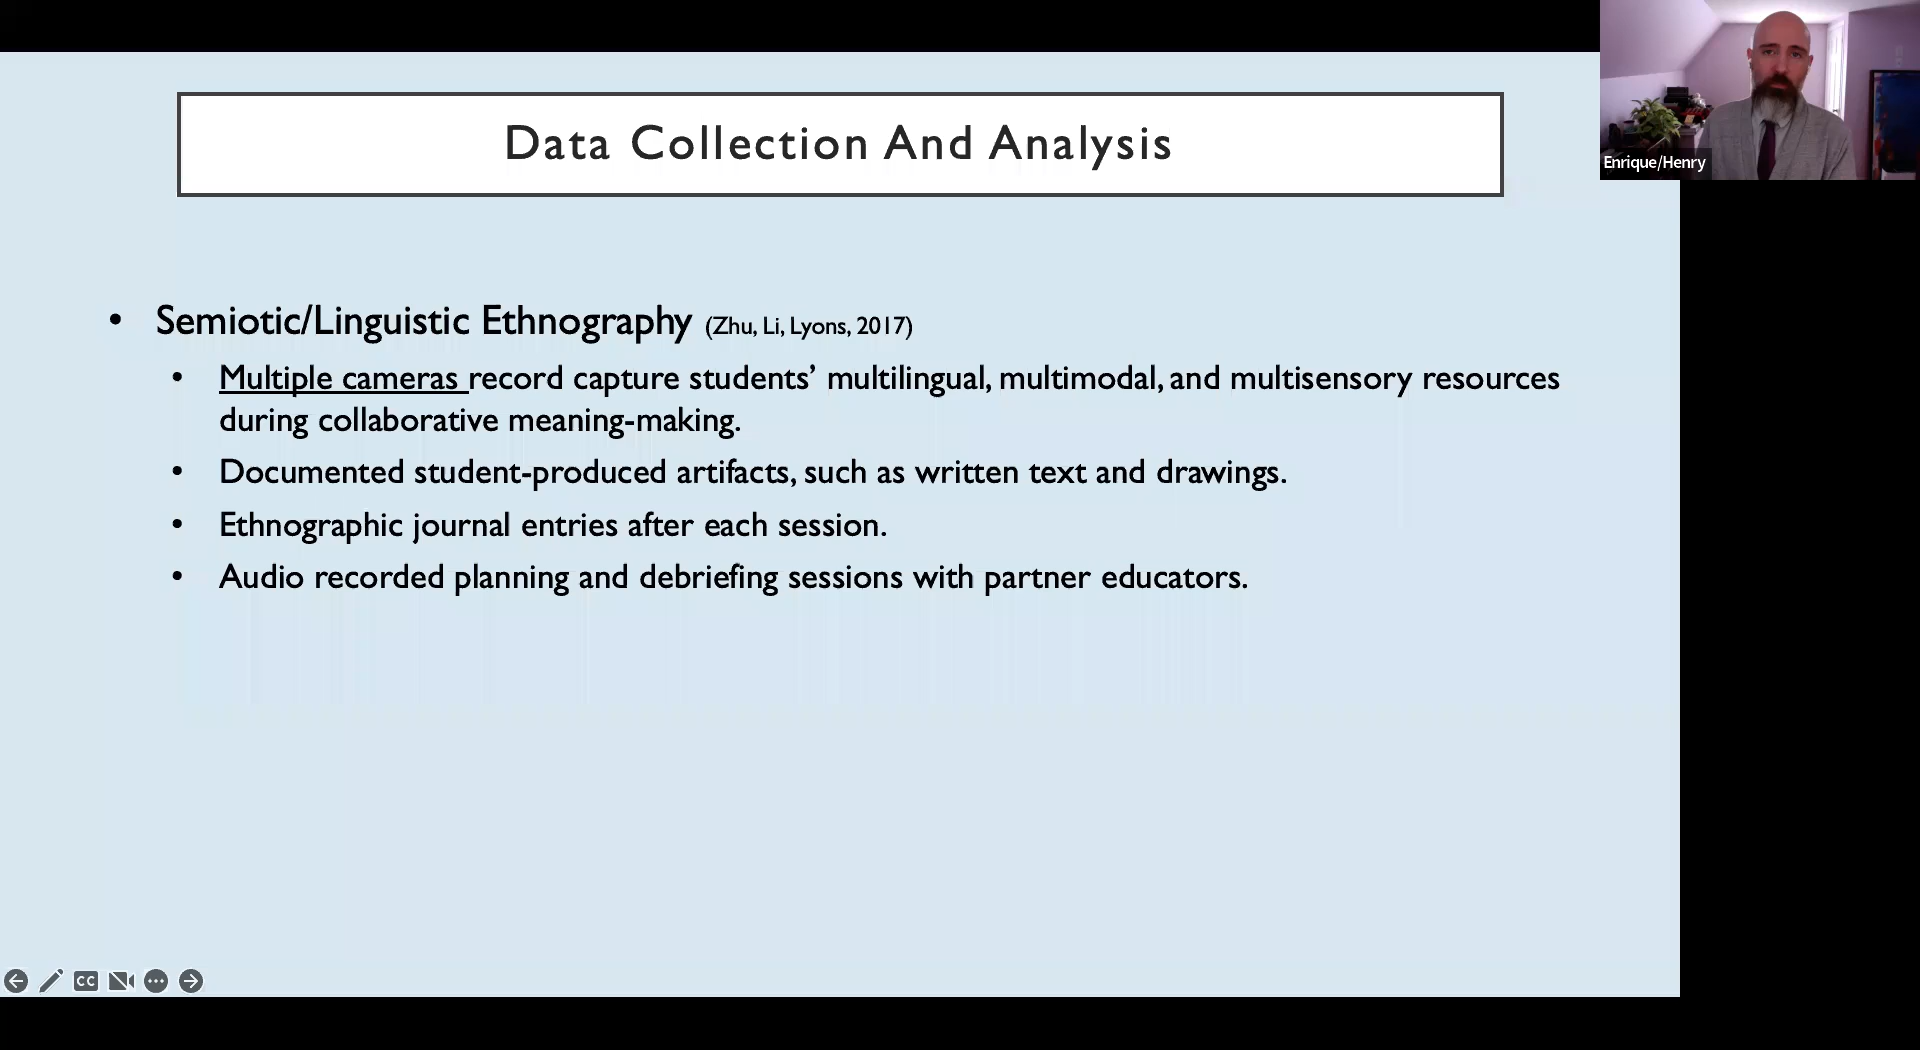 Data Collection And Analysis
Enrique/Henry
• Semiotic/Linguistic Ethnography (Zhu, Li, Lyons, 2017)
• Multiple cameras record capture students’ multilingual, multimodal, and multisensory resources
during collaborative meaning-making.
• Documented student-produced artifacts, such as written text and drawings.
• Ethnographic journal entries after each session.
• Audio recorded planning and debriefing sessions with partner educators.
CC